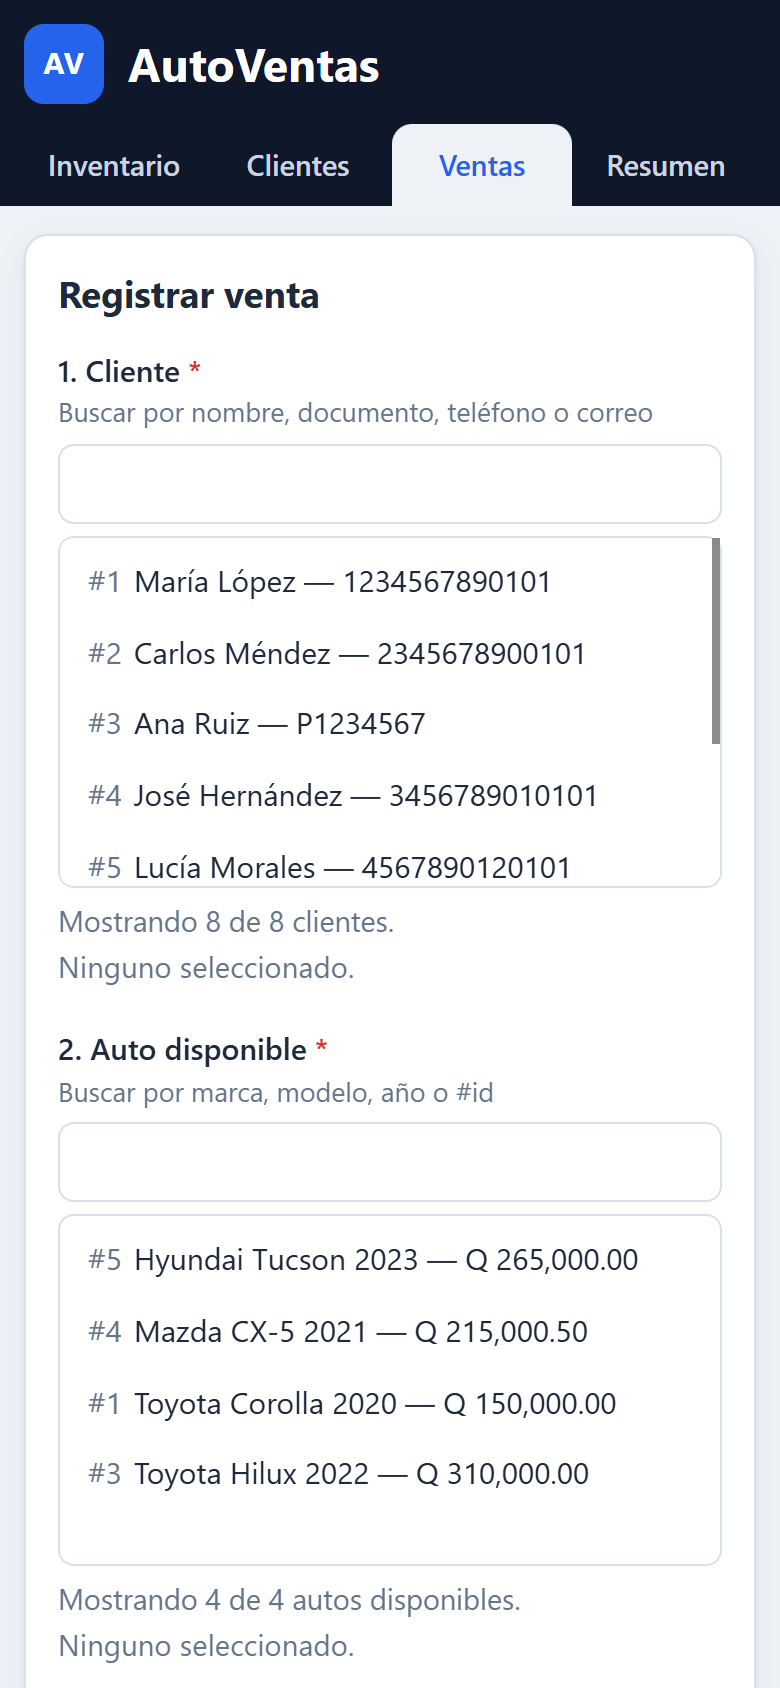 AV AutoVentas
Inventario Clientes Ventas Resumen
Registrar venta
1. Cliente *
Buscar por nombre, documento, teléfono o correo
#1 María López — 1234567890101
#2 Carlos Méndez — 2345678900101
#3 Ana Ruiz — P1234567
#4 José Hernández — 3456789010101
#5 Lucía Morales — 4567890120101
Mostrando 8 de 8 clientes.
Ninguno seleccionado.
2. Auto disponible *
Buscar por marca, modelo, año o #id
#5 Hyundai Tucson 2023 — Q 265,000.00
#4 Mazda CX-5 2021 — Q 215,000.50
#1 Toyota Corolla 2020 — Q 150,000.00
#3 Toyota Hilux 2022 — Q 310,000.00
Mostrando 4 de 4 autos disponibles.
Ninguno seleccionado.